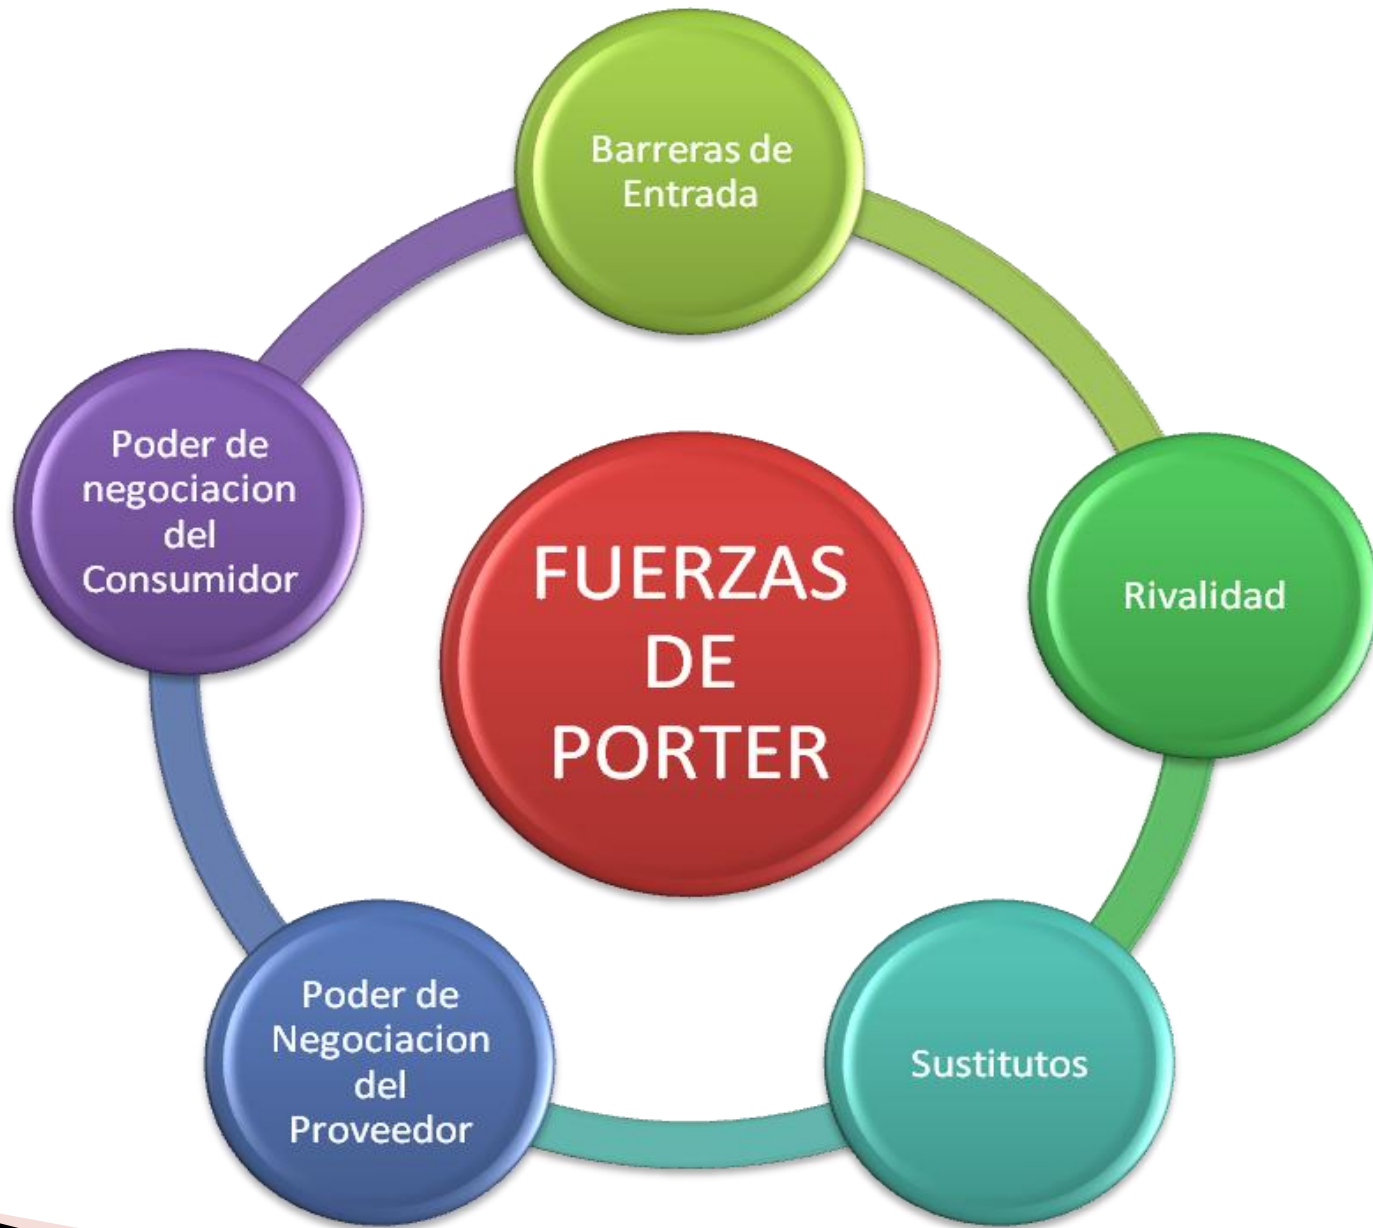 Barreras de
Entrada
Poder de
negociacion
del
Consumidor
FUERZAS
DE
PORTER
Rivalidad
Poder de
Negociacion
del
Proveedor
Sustitutos